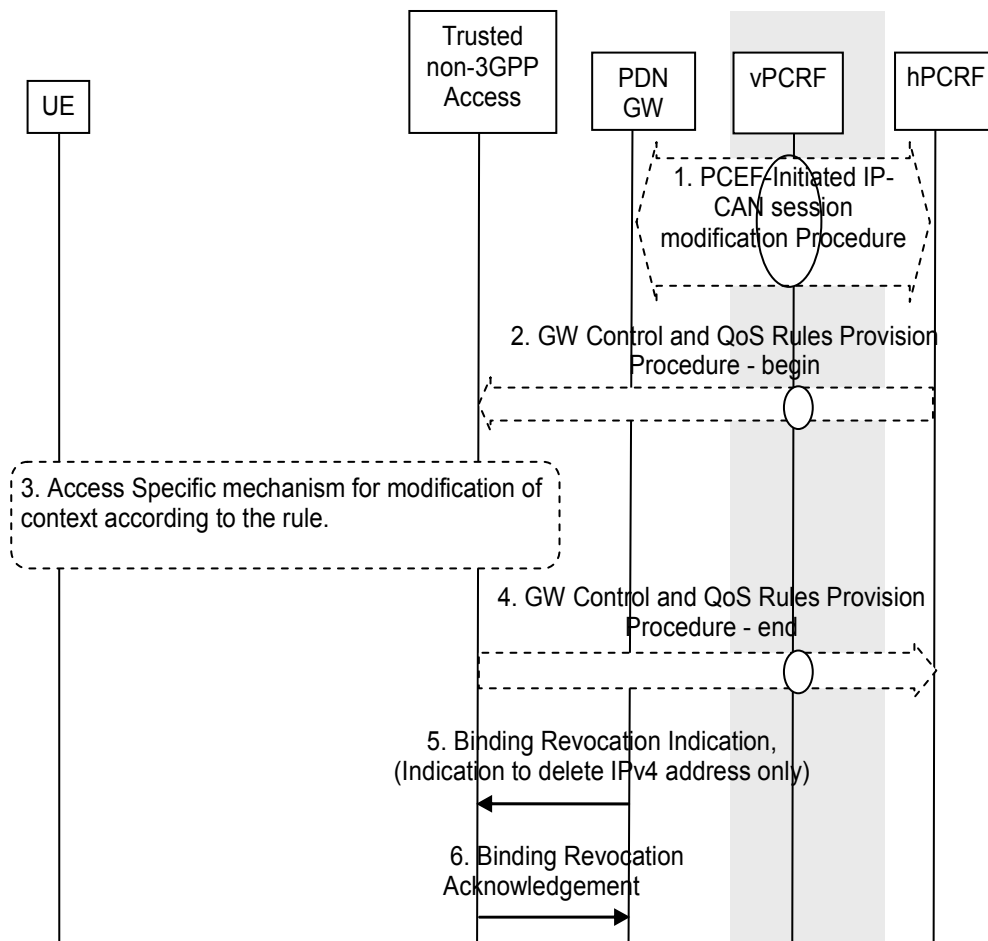 UE
Trusted
non-3GPP
Access
PDN
GW
vPCRF
hPCRF
1. PCEF-Initiated IP-
CAN session
modification Procedure
2. GW Control and QoS Rules Provision
Procedure - begin
3. Access Specific mechanism for modification of
context according to the rule.
4. GW Control and QoS Rules Provision
Procedure - end
5. Binding Revocation Indication,
(Indication to delete IPv4 address only)
6. Binding Revocation
Acknowledgement